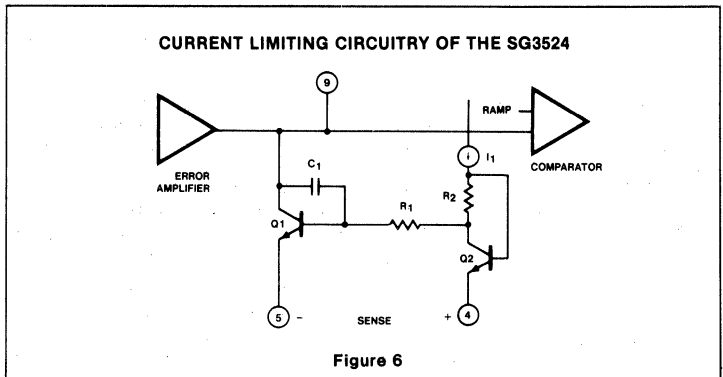 CURRENT LIMITING CIRCUITRY OF THE SG3524
9
RAMP
i I1
COMPARATOR
ERROR
AMPLIFIER
C1
R2
R1
Q1
Q2
5 - SENSE + 4
Figure 6